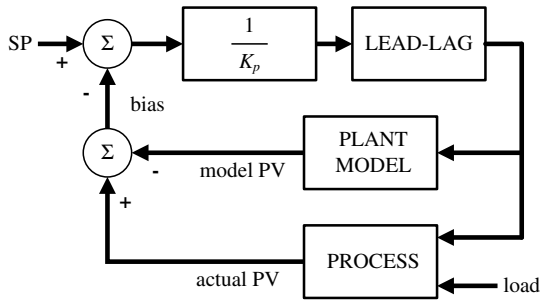 SP
+
Σ
-
bias
1
K_p
LEAD-LAG
Σ
-
+
model PV
PLANT
MODEL
actual PV
PROCESS
load